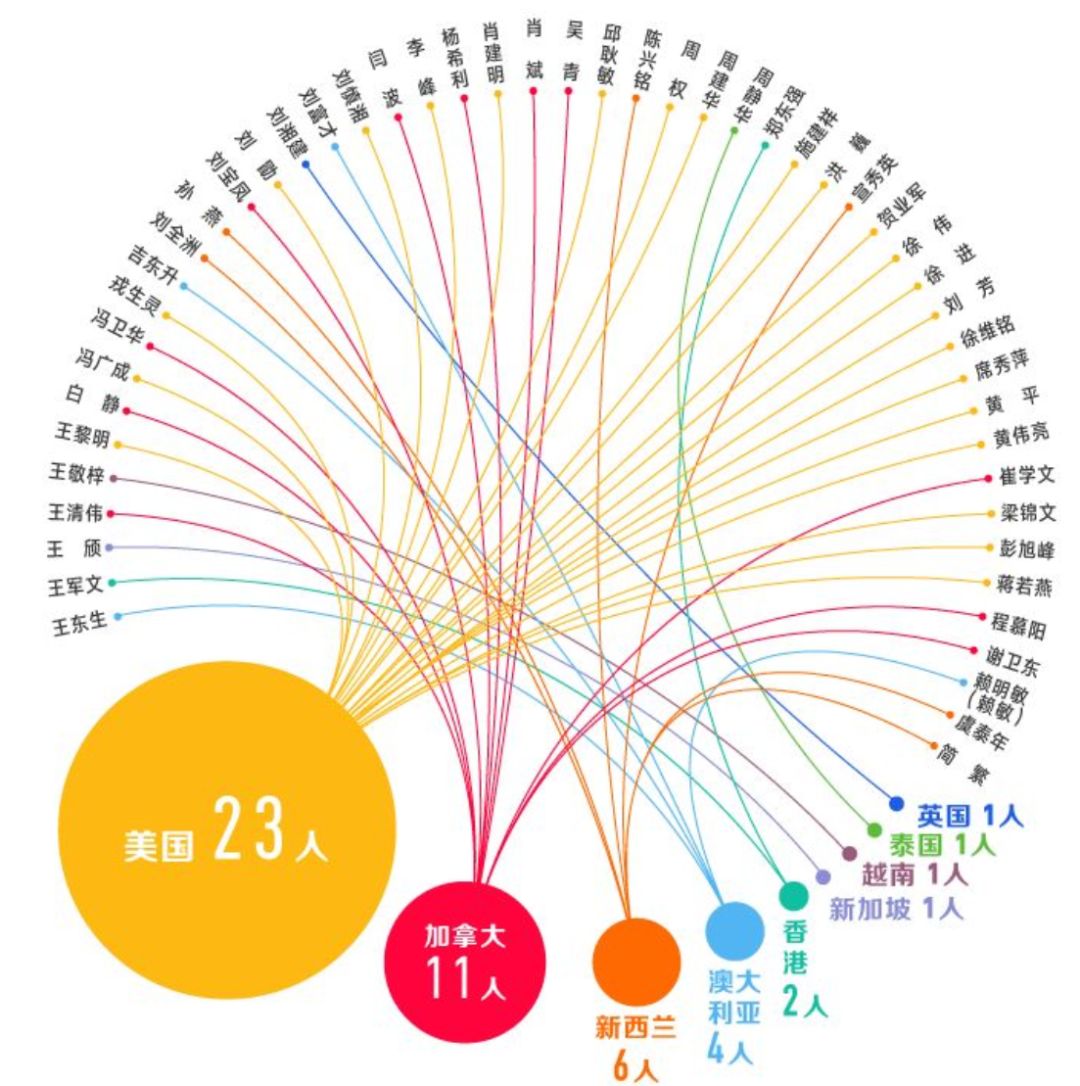 王东生
王军文
王 颀
王清伟
王敬梓
王黎明
白 静
冯广成
冯卫华
戎生灵
吉东升
刘全洲
孙 燕
刘宝凤
刘 勖
刘湘建
刘富才
刘慎湘
闫 波
李 峰
杨希利
肖建明
肖 斌
吴 青
邱耿敏
陈兴铭
周 权
周建华
周静华
郑东强
施建祥
洪 巍
宣秀英
贺业军
徐 伟
徐 进
刘 芳
徐维铭
席秀萍
黄 平
黄伟亮
崔学文
梁锦文
彭旭峰
蒋若燕
程慕阳
谢卫东
赖明敏
(赖敏)
虞泰年
简 繁
英国 1人
泰国 1人
越南 1人
新加坡 1人
香
港
2人
澳大
利亚
4人
新西兰
6人
加拿大
11人
美国 23人